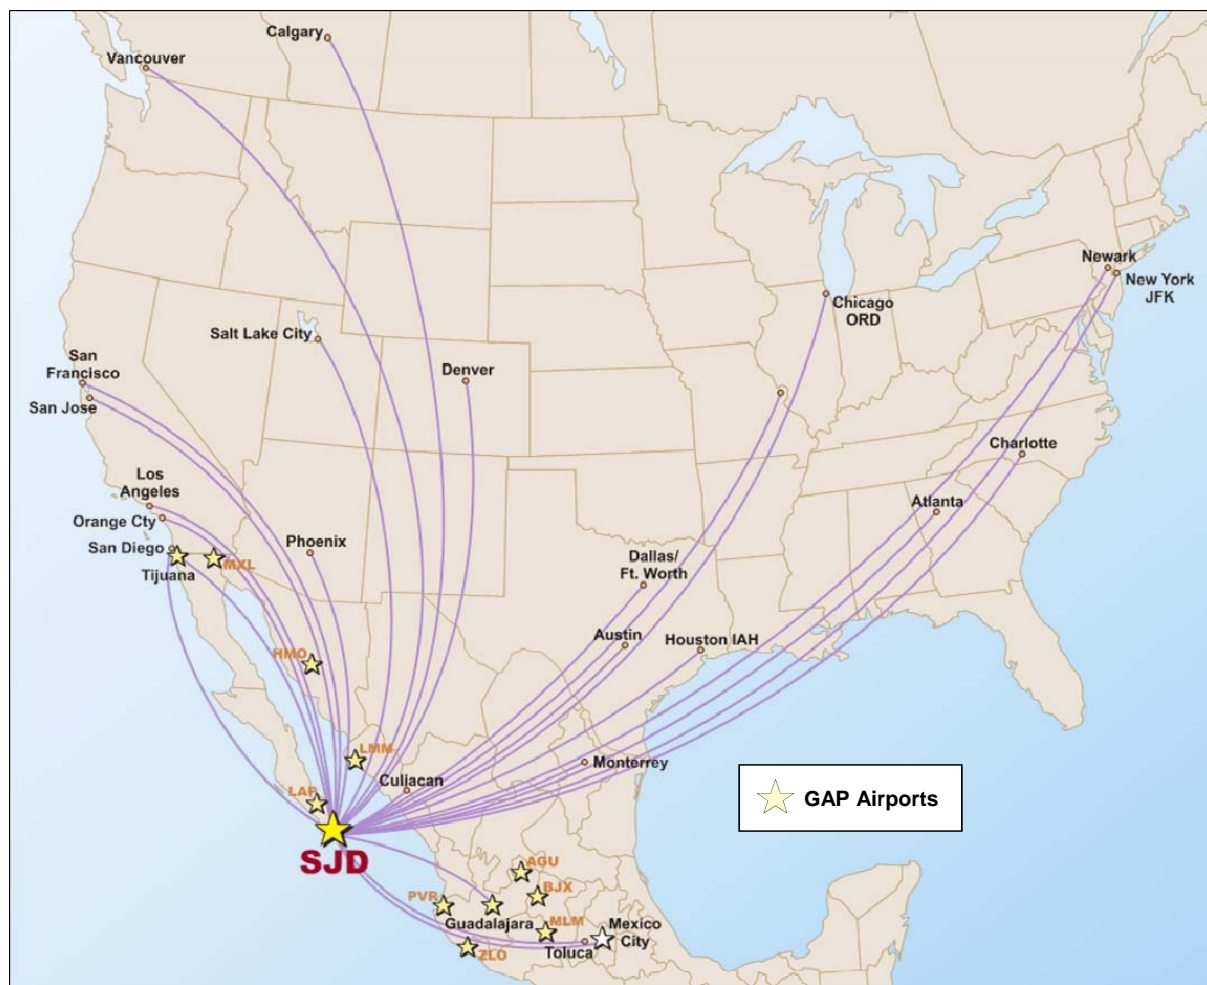 Calgary
Vancouver
Newark
New York
JFK
Chicago
ORD
Salt Lake City
San
Francisco
Denver
San Jose
Charlotte
Los
Angeles
Atlanta
Orange Cty
Phoenix
San Diego
Dallas/
Ft. Worth
MXL
Tijuana
Austin
Houston IAH
HMO
LMM
Monterrey
Culiacan
LAP
GAP Airports
SJD
AGU
BJX
PVR
Guadalajara
MLM
Mexico
City
Toluca
ZLO